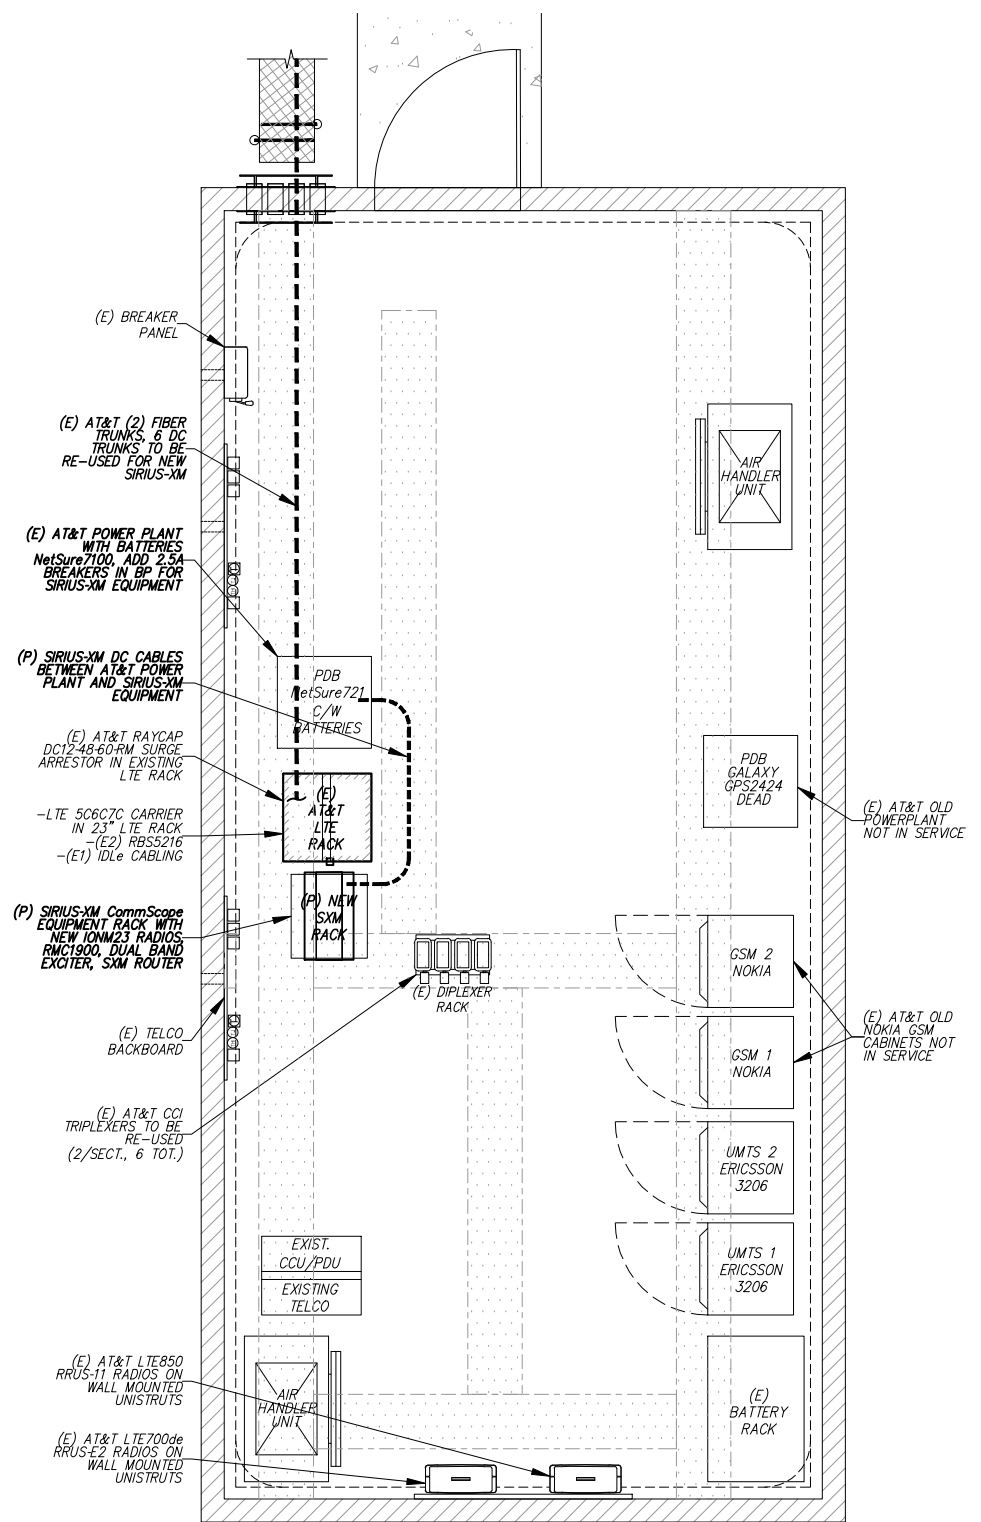 (E) BREAKER
PANEL
(E) AT&T (2) FIBER
TRUNKS, 6 DC
TRUNKS TO BE
RE-USED FOR NEW
SIRIUS-XM
(E) AT&T POWER PLANT
WITH BATTERIES
NetSure7100, ADD 2.5A
BREAKERS IN BP FOR
SIRIUS-XM EQUIPMENT
(P) SIRIUS-XM DC CABLES
BETWEEN AT&T POWER
PLANT AND SIRIUS-XM
EQUIPMENT
(E) AT&T RAYCAP
DC12-48-60-RM SURGE
ARRESTOR IN EXISTING
LTE RACK
-LTE 5C6C7C CARRIER
IN 23" LTE RACK
-(E2) RBS5216
-(E1) IDLe CABLING
(P) SIRIUS-XM CommScope
EQUIPMENT RACK WITH
NEW IONM23 RADIOS,
RMC1900, DUAL BAND
EXCITER, SXM ROUTER
(E) TELCO
BACKBOARD
(E) AT&T CCI
TRIPLEXERS TO BE
RE-USED
(2/SECT., 6 TOT.)
(E) AT&T LTE850
RRUS-11 RADIOS ON
WALL MOUNTED
UNISTRUTS
(E) AT&T LTE700de
RRUS-E2 RADIOS ON
WALL MOUNTED
UNISTRUTS
PDB
NetSure721
C/W
BATTERIES
(E)
AT&T
LTE
RACK
(P) NEW
SXM
RACK
(E) DIPLEXER
RACK
EXIST.
CCU/PDU
EXISTING
TELCO
AIR
HANDLER
UNIT
AIR
HANDLER
UNIT
PDB
GALAXY
GPS2424
DEAD
GSM 2
NOKIA
GSM 1
NOKIA
UMTS 2
ERICSSON
3206
UMTS 1
ERICSSON
3206
(E)
BATTERY
RACK
(E) AT&T OLD
POWERPLANT
NOT IN SERVICE
(E) AT&T OLD
NOKIA GSM
CABINETS NOT
IN SERVICE